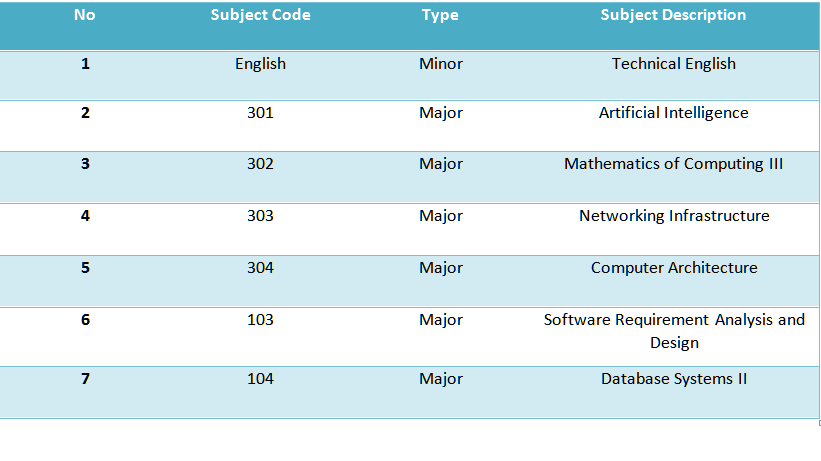 No Subject Code Type Subject Description
1 English Minor Technical English
2 301 Major Artificial Intelligence
3 302 Major Mathematics of Computing III
4 303 Major Networking Infrastructure
5 304 Major Computer Architecture
6 103 Major Software Requirement Analysis and
Design
7 104 Major Database Systems II